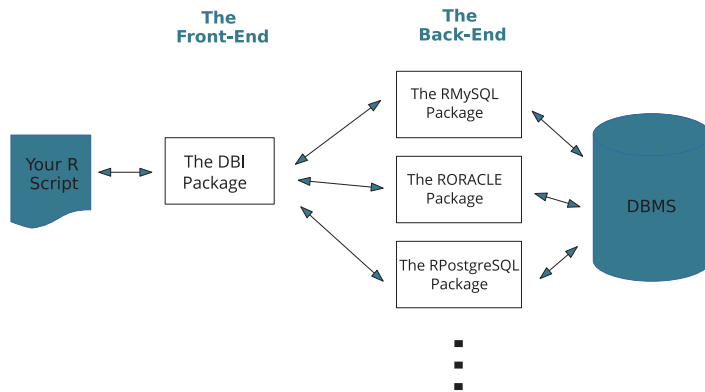 The
Front-End
The
Back-End
Your R
Script
The DBI
Package
The RMySQL
Package
The RORACLE
Package
The RPostgreSQL
Package
DBMS